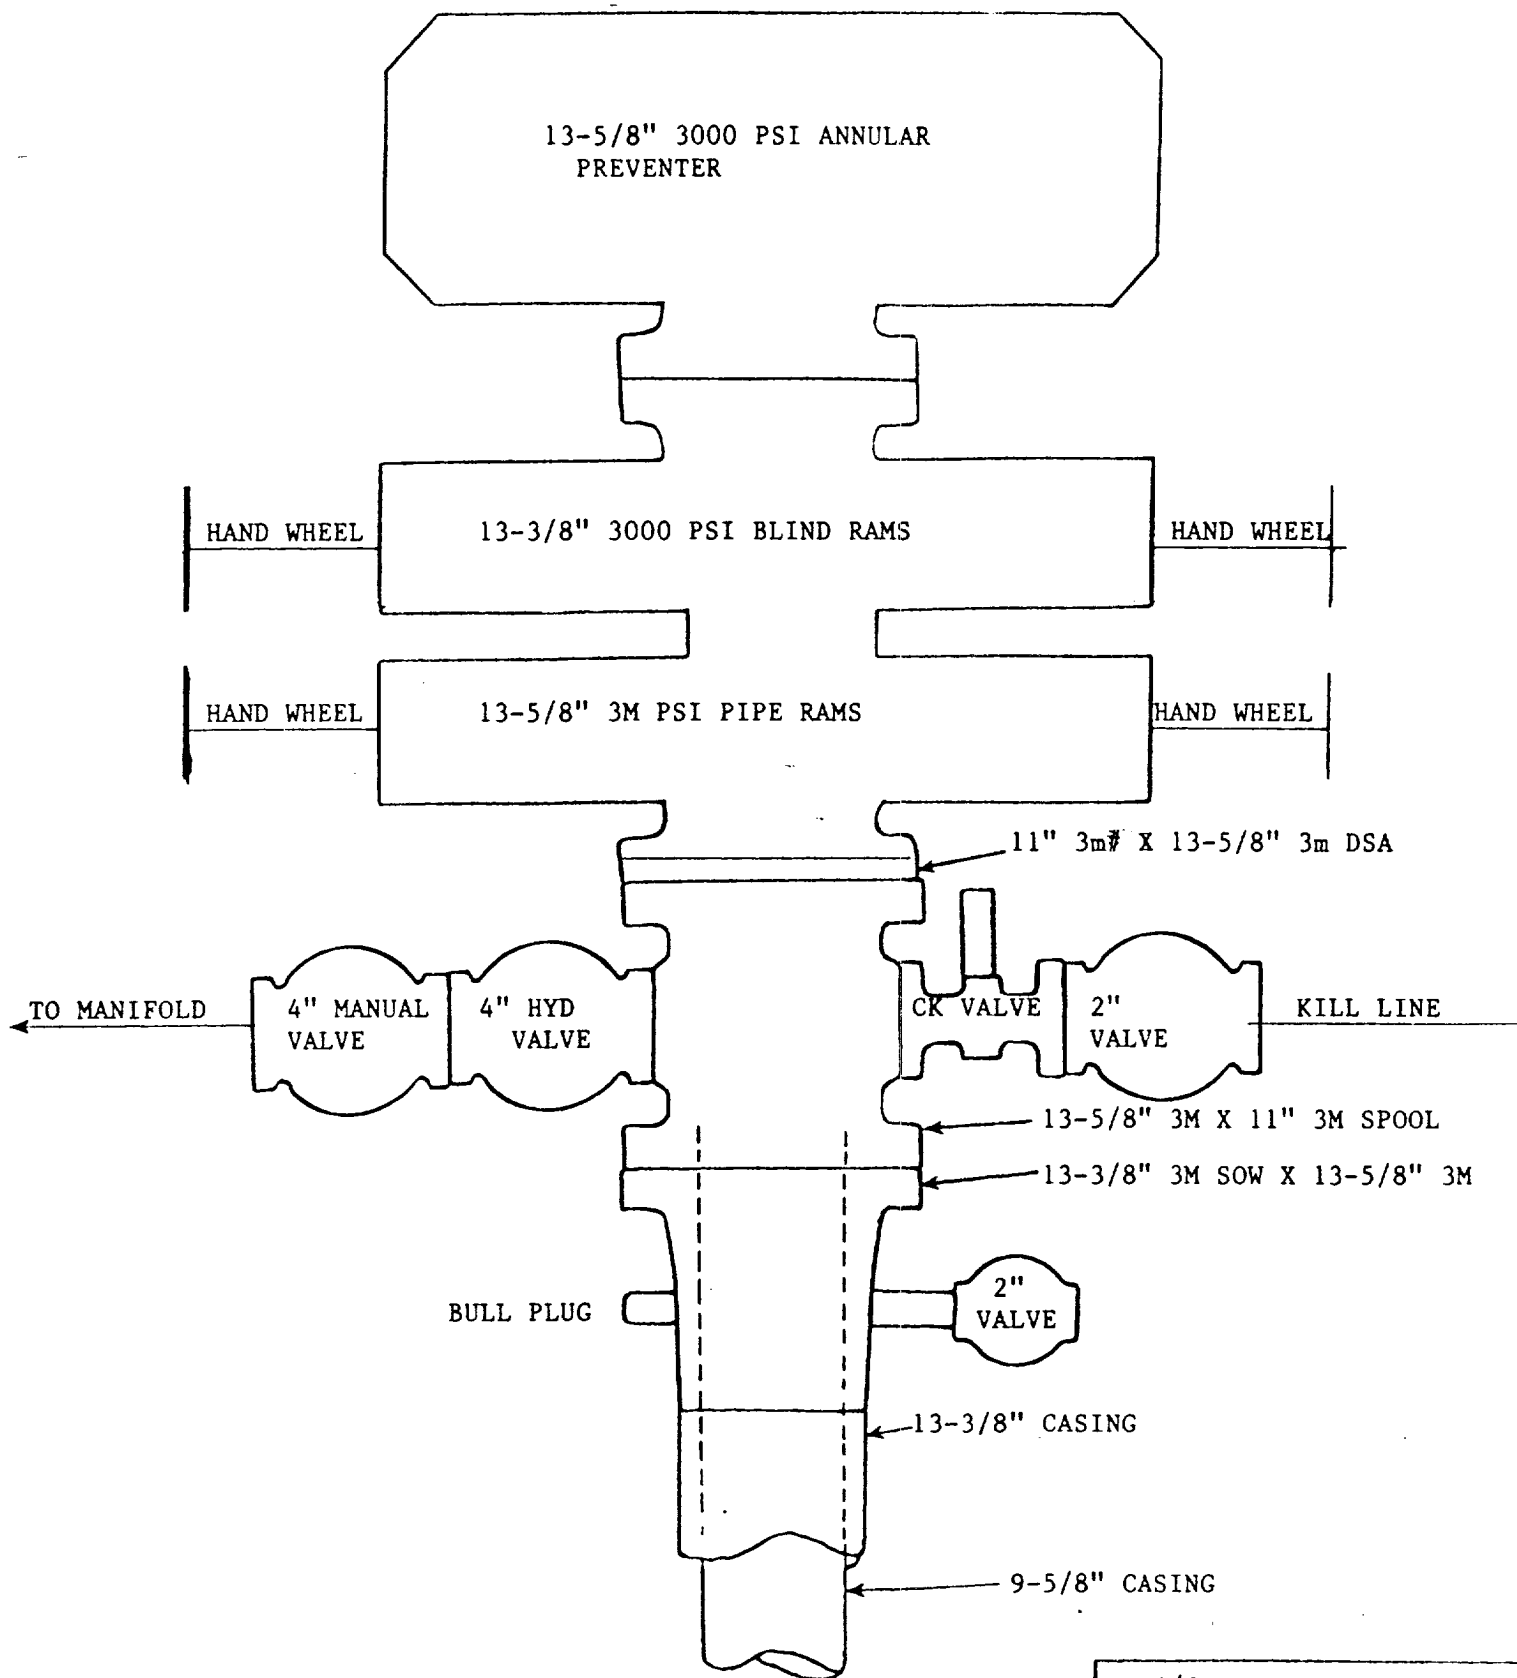 13-5/8" 3000 PSI ANNULAR
PREVENTER
HAND WHEEL
13-3/8" 3000 PSI BLIND RAMS
HAND WHEEL
HAND WHEEL
13-5/8" 3M PSI PIPE RAMS
HAND WHEEL
11" 3m# X 13-5/8" 3m DSA
TO MANIFOLD
4" MANUAL
VALVE
4" HYD
VALVE
CK VALVE
2"
VALVE
KILL LINE
13-5/8" 3M X 11" 3M SPOOL
13-3/8" 3M SOW X 13-5/8" 3M
BULL PLUG
2"
VALVE
13-3/8" CASING
9-5/8" CASING